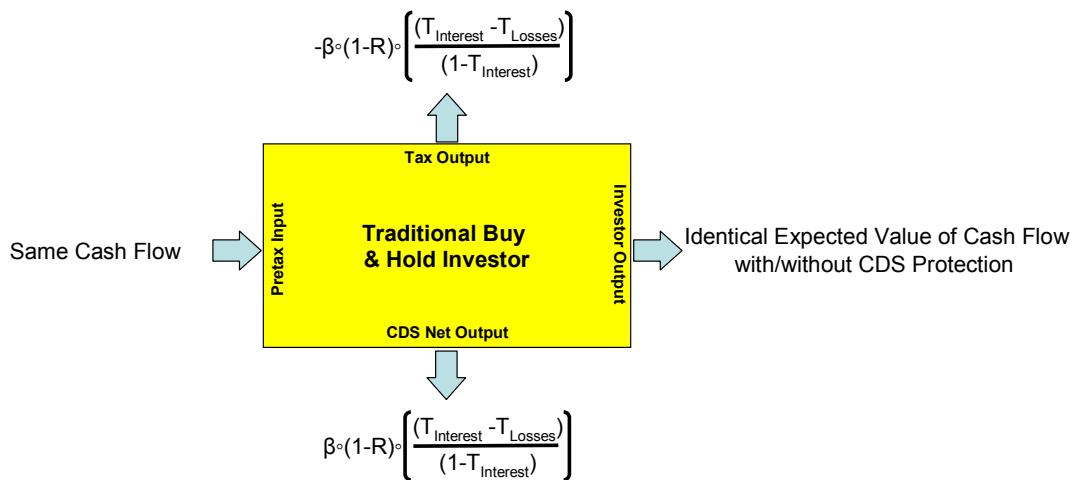 -β◦(1-R)◦[(T_Interest -T_Losses)/(1-T_Interest)]
Tax Output
Same Cash Flow
Pretax Input
Traditional Buy
& Hold Investor
Investor Output
Identical Expected Value of Cash Flow
with/without CDS Protection
CDS Net Output
β◦(1-R)◦[(T_Interest -T_Losses)/(1-T_Interest)]